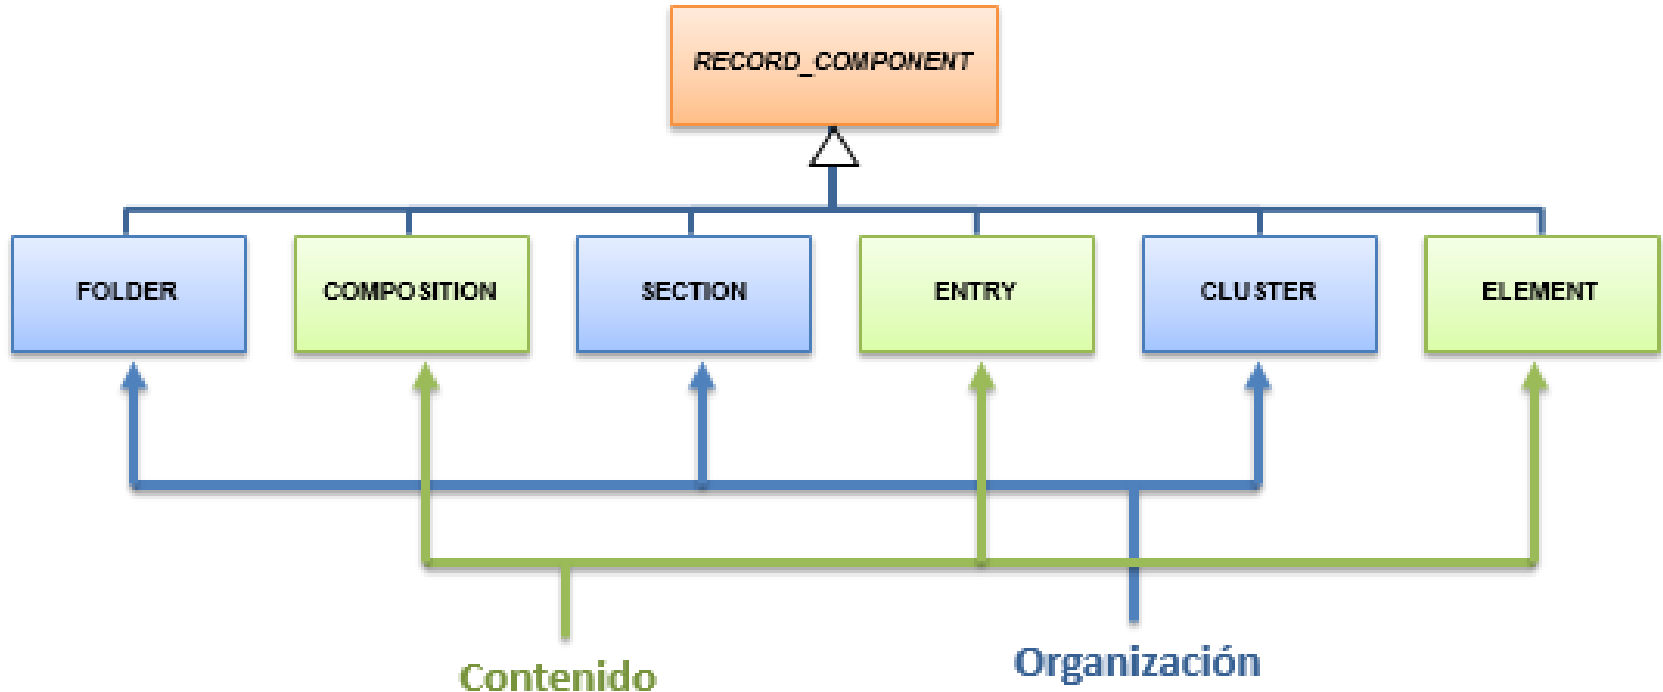 RECORD_COMPONENT
FOLDER
COMPOSITION
SECTION
ENTRY
CLUSTER
ELEMENT
Organización
Contenido